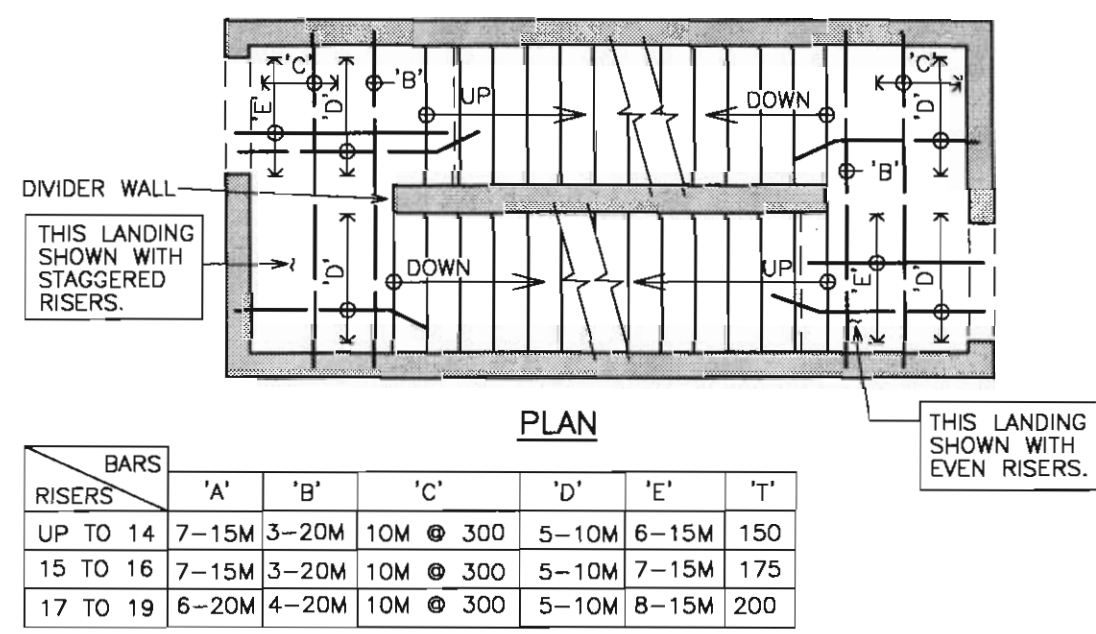 'C'
'B'
'C'
UP
DOWN
'E'
'D'
'D'
'B'
DIVIDER WALL
THIS LANDING
SHOWN WITH
STAGGERED
RISERS.
'D'
DOWN
UP
'E'
'D'
PLAN
THIS LANDING
SHOWN WITH
EVEN RISERS.
BARS
RISERS 'A' 'B' 'C' 'D' 'E' 'T'
UP TO 14 7-15M 3-20M 10M @ 300 5-10M 6-15M 150
15 TO 16 7-15M 3-20M 10M @ 300 5-10M 7-15M 175
17 TO 19 6-20M 4-20M 10M @ 300 5-10M 8-15M 200